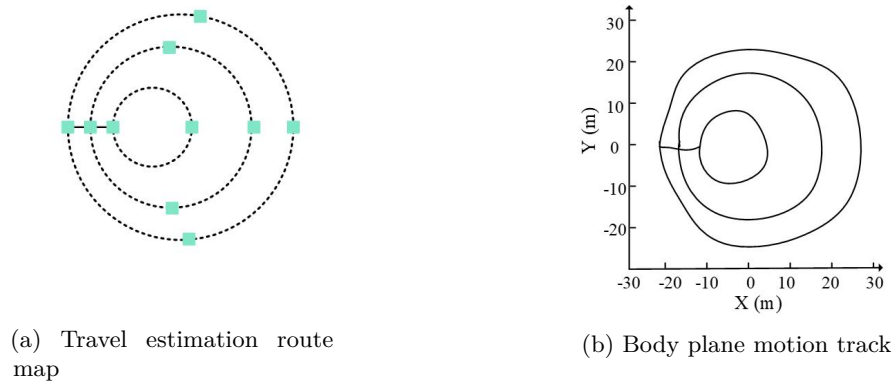 30
20
10
0
-10
-20
Y (m)
-30 -20 -10 0 10 20 30
X (m)
(a) Travel estimation route
map
(b) Body plane motion track